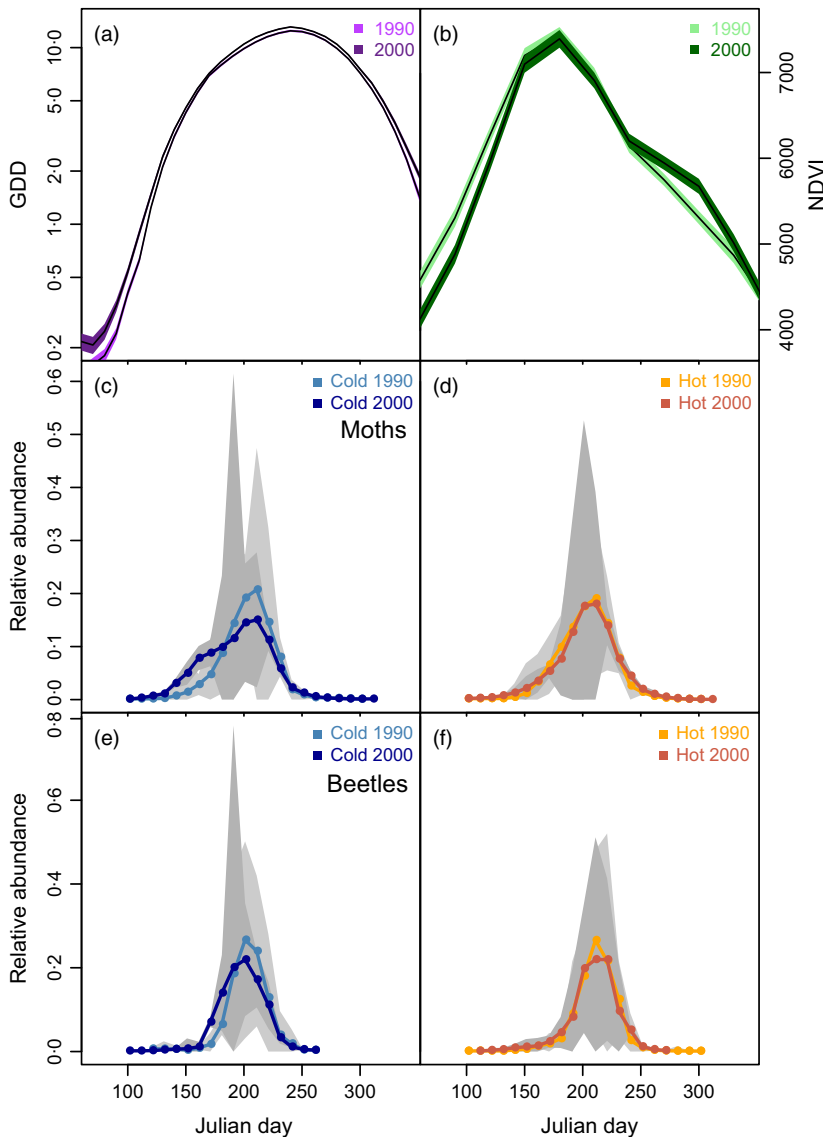 (a)
1990
2000
10·0
5·0
2·0
1·0
0·5
0·2
GDD
(b)
1990
2000
7000
6000
5000
4000
NDVI
(c)
Cold 1990
Cold 2000
Moths
0·6
0·5
0·4
0·3
0·2
0·1
0·0
Relative abundance
(d)
Hot 1990
Hot 2000
(e)
Cold 1990
Cold 2000
Beetles
0·8
0·6
0·4
0·2
0·0
Relative abundance
(f)
Hot 1990
Hot 2000
100 150 200 250 300
100 150 200 250 300
Julian day
Julian day